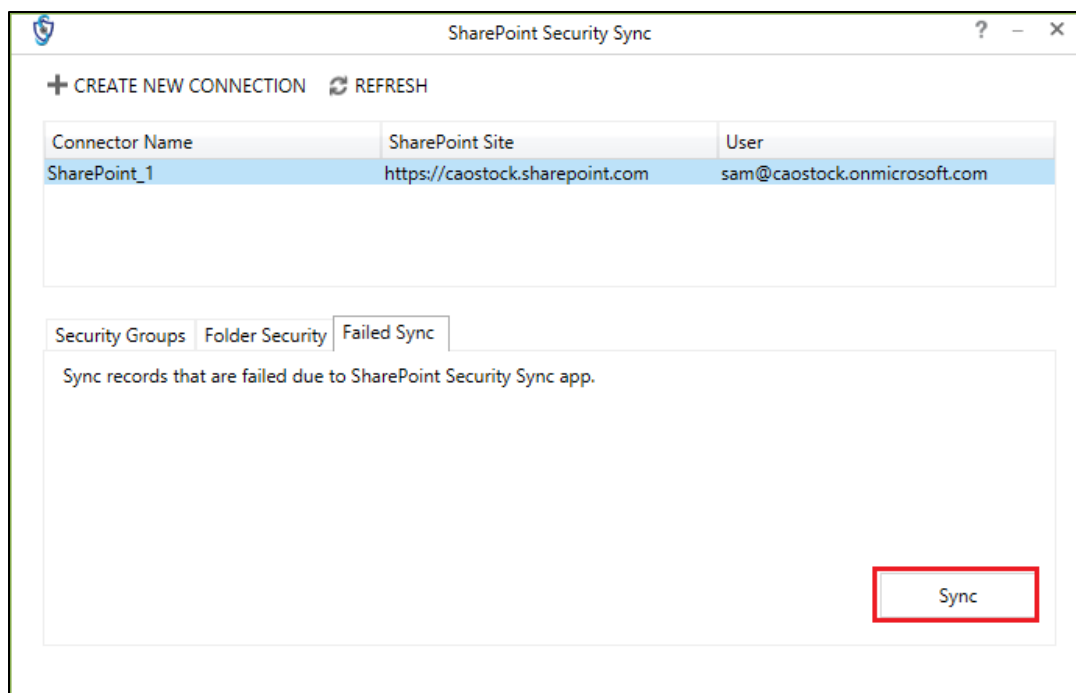 SharePoint Security Sync ?
CREATE NEW CONNECTION REFRESH
Connector Name SharePoint Site User
SharePoint_1 https://caostock.sharepoint.com sam@caostock.onmicrosoft.com
Security Groups Folder Security Failed Sync
Sync records that are failed due to SharePoint Security Sync app.
Sync